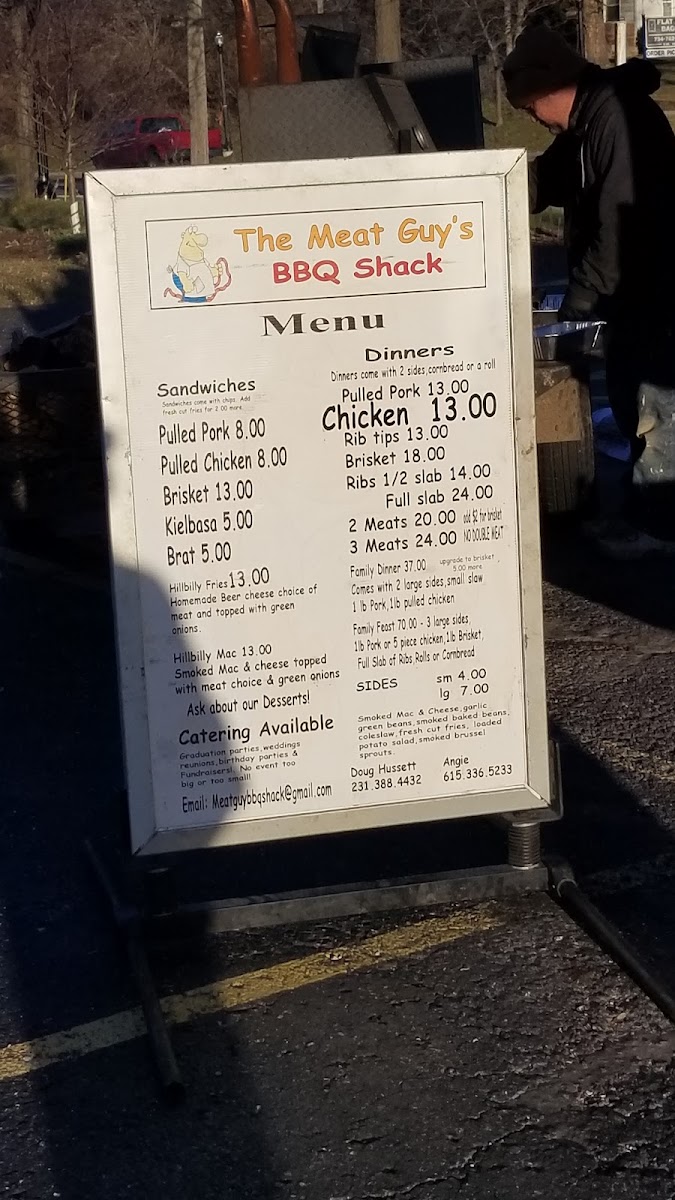 The Meat Guy's
BBQ Shack
Menu
Sandwiches
Sandwiches come with chips. Add
fresh cut fries for 2.00 more
Pulled Pork 8.00
Pulled Chicken 8.00
Brisket 13.00
Kielbasa 5.00
Brat 5.00
Hillbilly Fries 13.00
Homemade Beer cheese choice of
meat and topped with green
onions.
Hillbilly Mac 13.00
Smoked Mac & cheese topped
with meat choice & green onions
Ask about our Desserts!
Catering Available
Graduation parties, weddings
reunions, birthday parties &
Fundraisers!. No event too
big or too small!
Email: Meatguybbqshack@gmail.com
Dinners
Dinners come with 2 sides, cornbread or a roll
Pulled Pork 13.00
Chicken 13.00
Rib tips 13.00
Brisket 18.00
Ribs 1/2 slab 14.00
Full slab 24.00
2 Meats 20.00 add $2 for brisket
3 Meats 24.00 NO DOUBLE MEAT
Family Dinner 37.00 upgrade to brisket
5.00 more
Comes with 2 large sides, small slaw
1 lb Pork, 1lb pulled chicken
Family Feast 70.00 - 3 large sides,
1lb Pork or 5 piece chicken, 1lb Brisket,
Full Slab of Ribs, Rolls or Cornbread
SIDES sm 4.00
lg 7.00
Smoked Mac & Cheese, garlic
green beans, smoked baked beans,
coleslaw, fresh cut fries, loaded
potato salad, smoked brussel
sprouts.
Doug Hussett
231.388.4432
Angie
615.336.5233
FLAT
ORDER